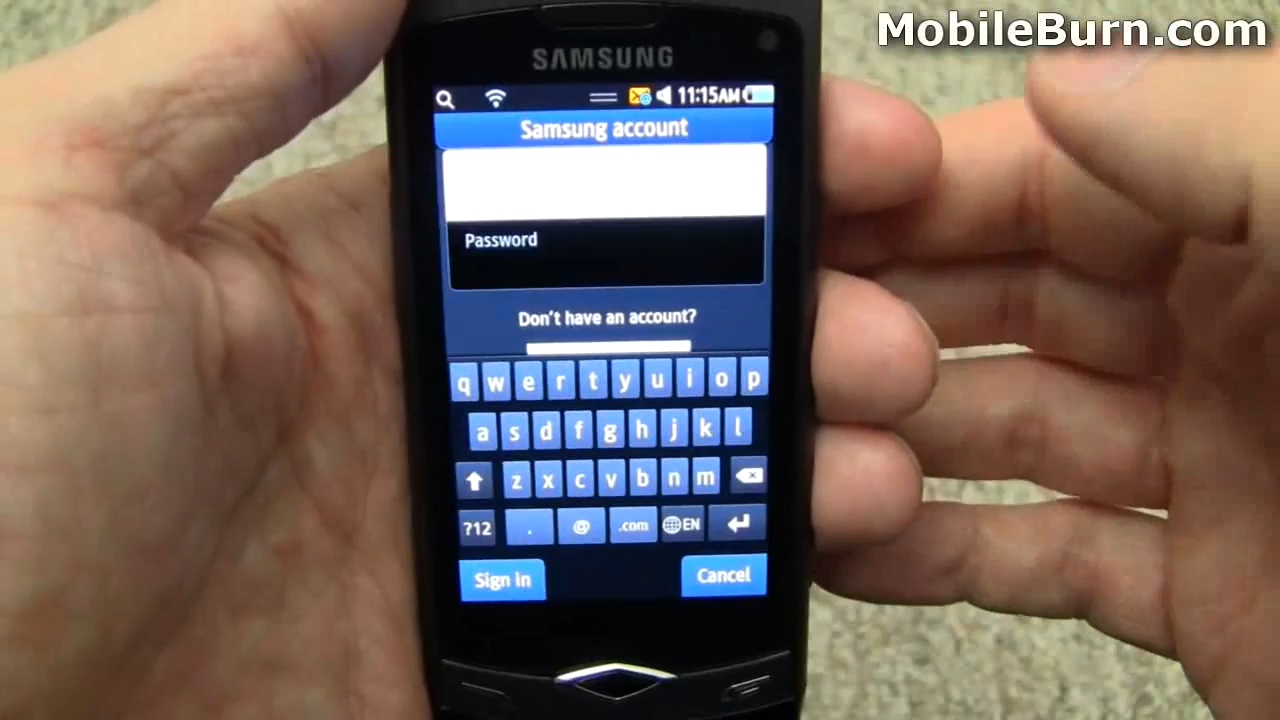 MobileBurn.com
SAMSUNG
11:15AM
Samsung account
Password
Don't have an account?
q w e r t y u i o p
a s d f g h j k l
z x c v b n m
?12 . @ .com EN
Sign in Cancel